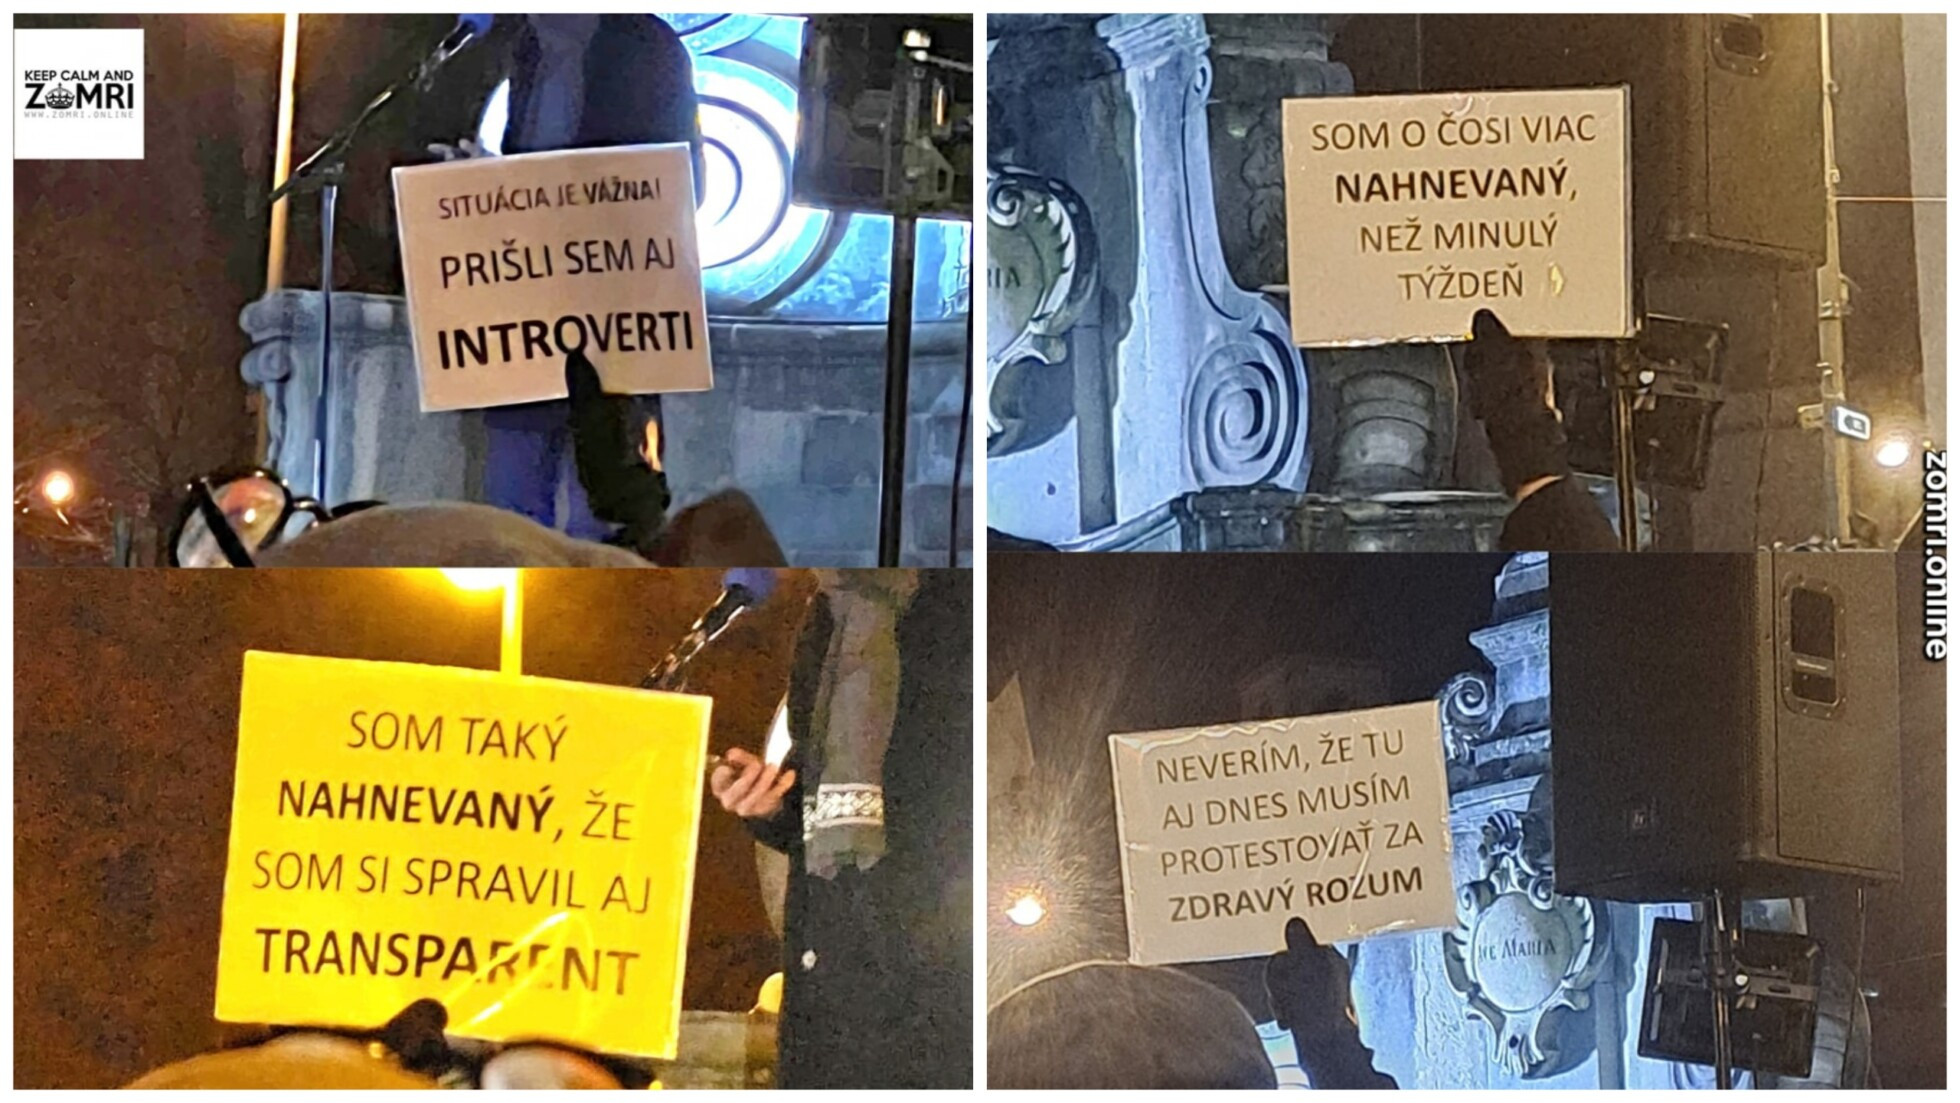 KEEP CALM AND
ZOMRI
WWW.ZOMRI.ONLINE
SITUÁCIA JE VÁŽNA!
PRIŠLI SEM AJ
INTROVERTI
SOM O ČOSI VIAC
NAHNEVANÝ,
NEŽ MINULÝ
TÝŽDEŇ
SOM TAKÝ
NAHNEVANÝ, ŽE
SOM SI SPRAVIL AJ
TRANSPARENT
NEVERÍM, ŽE TU
AJ DNES MUSÍM
PROTESTOVAŤ ZA
ZDRAVÝ ROZUM
AVE MARIA
zomri.online